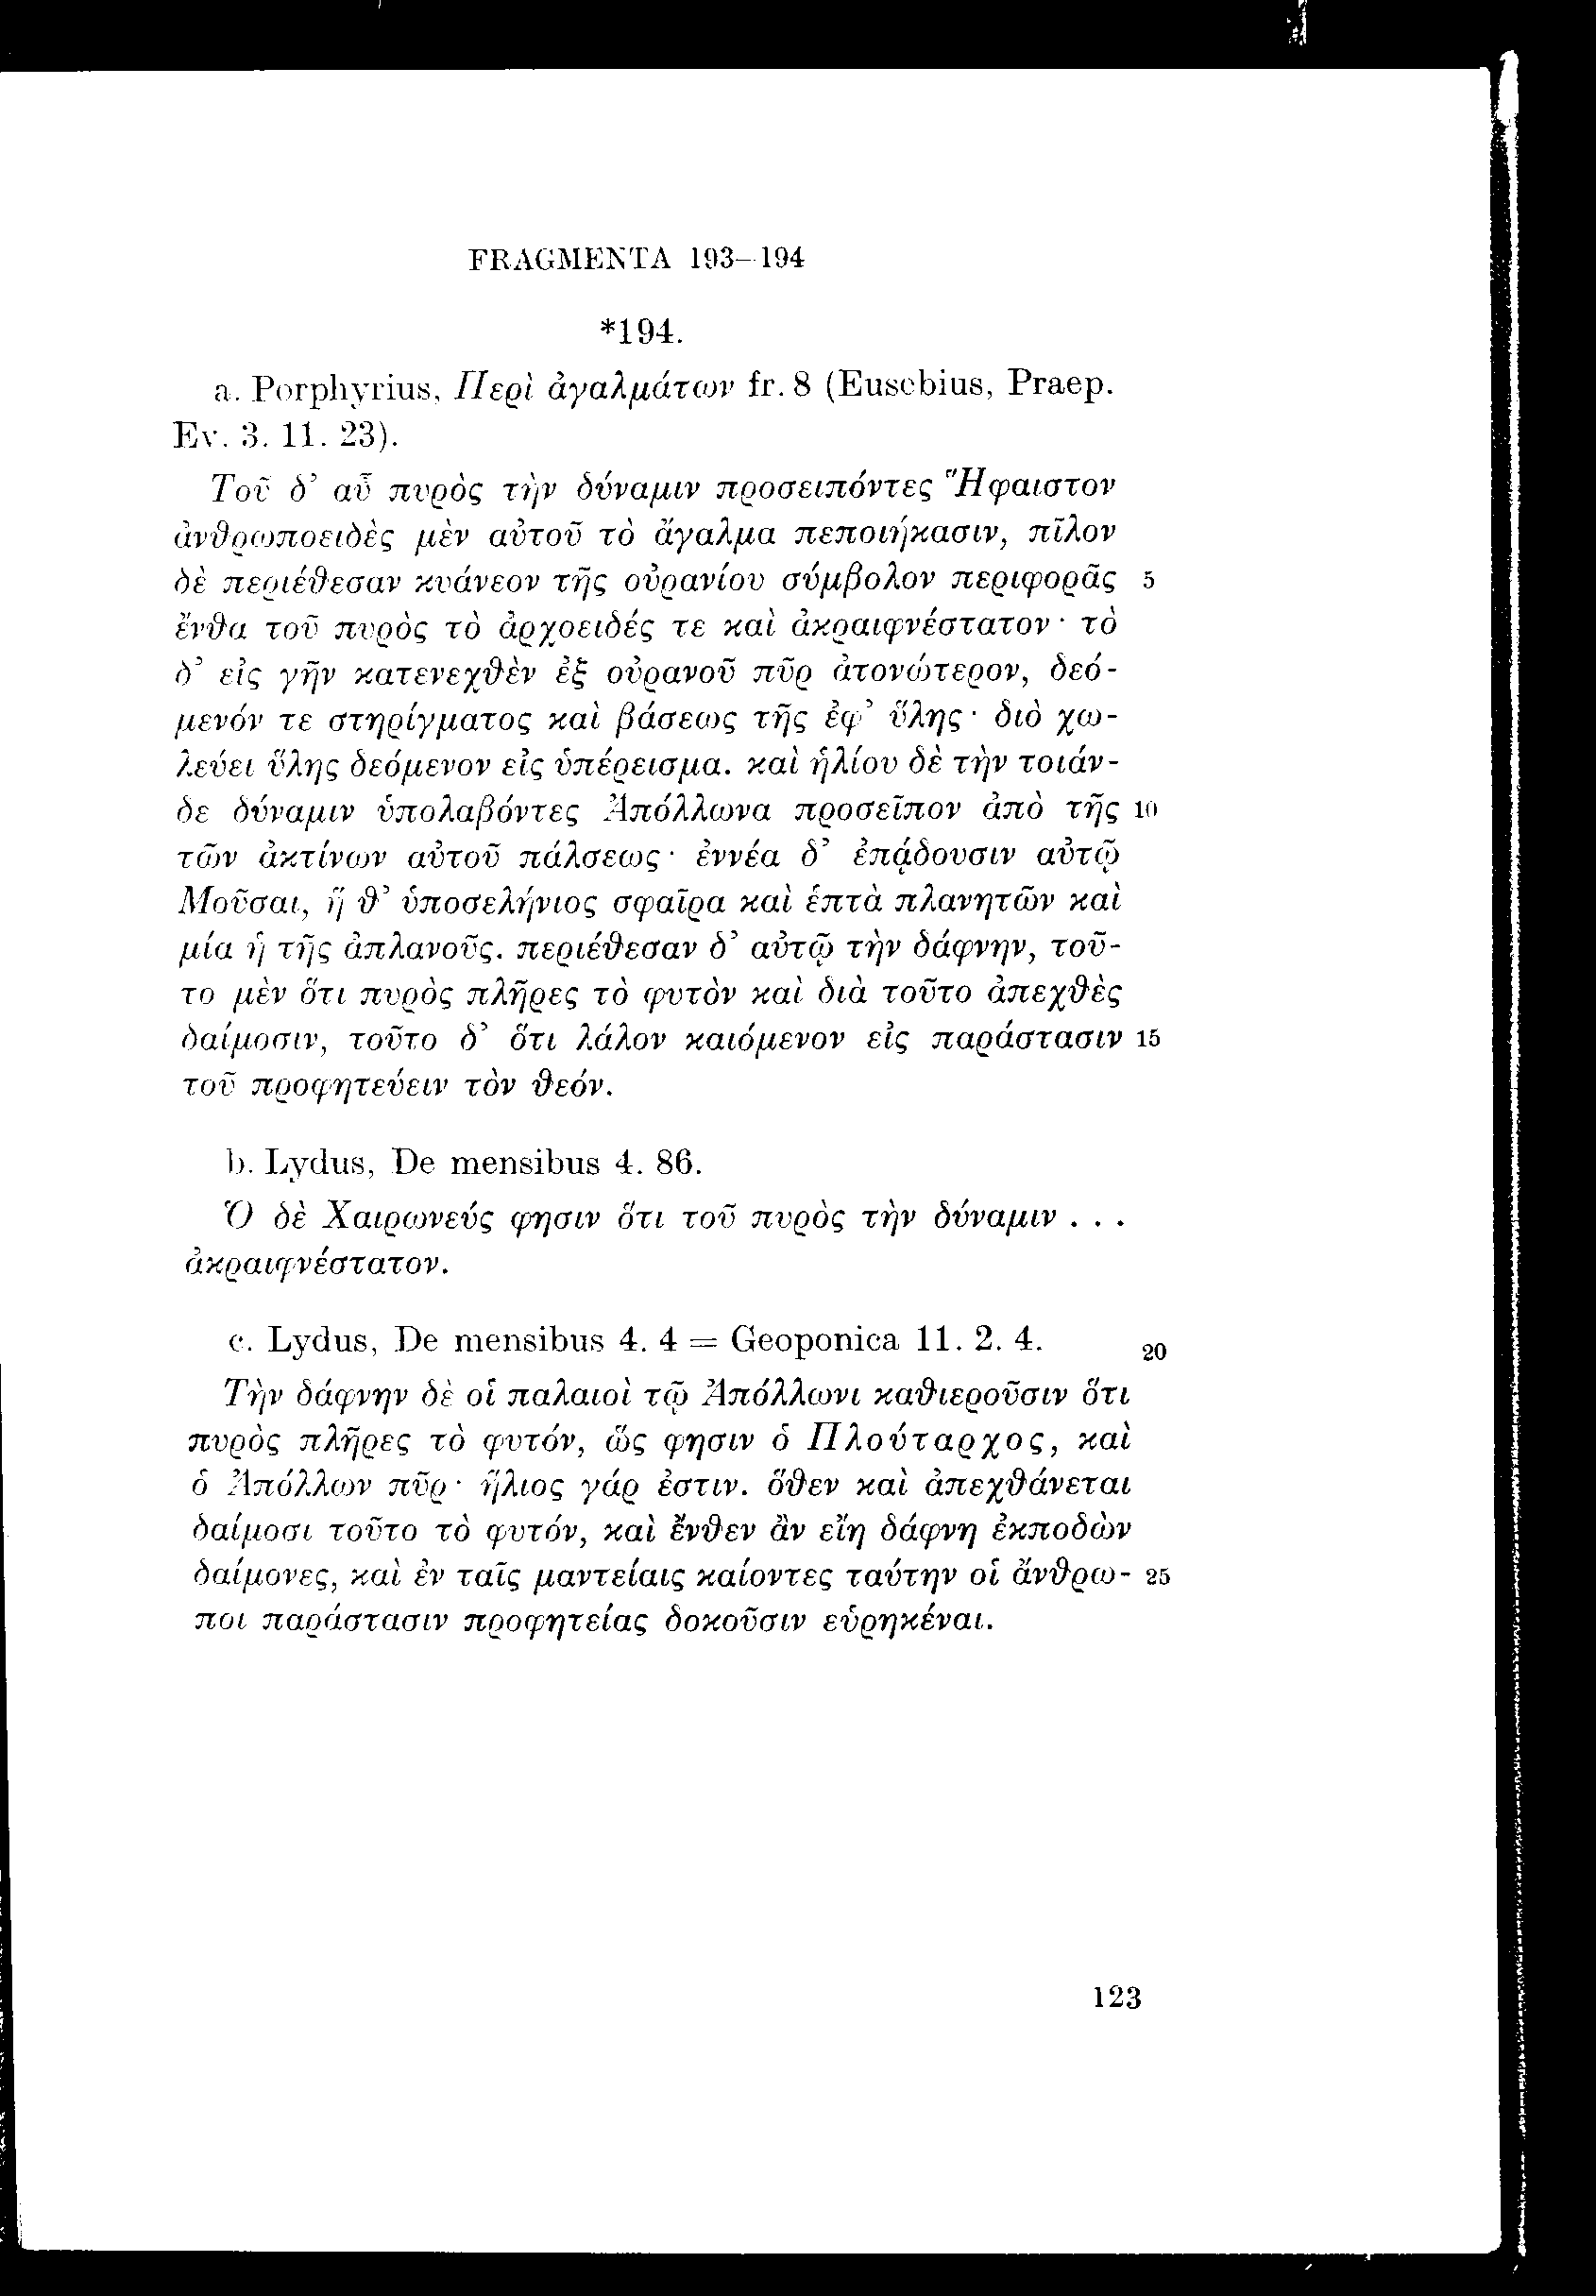 FRAGMENTA 193–194
*194.
a. Porphyrius, Περὶ ἀγαλμάτων fr. 8 (Eusebius, Praep.
Ev. 3. 11. 23).
Τοῦ δ’ αὖ πυρὸς τὴν δύναμιν προσειπόντες Ἥφαιστον
ἀνθρωποειδὲς μὲν αὐτοῦ τὸ ἄγαλμα πεποιήκασιν, πῖλον
δὲ περιέθεσαν κυάνεον τῆς οὐρανίου σύμβολον περιφορᾶς 5
ἔνθα τοῦ πυρὸς τὸ ἀρχοειδές τε καὶ ἀκραιφνέστατον· τὸ
δ’ εἰς γῆν κατενεχθὲν ἐξ οὐρανοῦ πῦρ ἀτονώτερον, δεό-
μενόν τε στηρίγματος καὶ βάσεως τῆς ἐφ’ ὕλης· διὸ χω-
λεύει ὕλης δεόμενον εἰς ὑπέρεισμα. καὶ ἡλίου δὲ τὴν τοιάν-
δε δύναμιν ὑπολαβόντες Ἀπόλλωνα προσεῖπον ἀπὸ τῆς 10
τῶν ἀκτίνων αὐτοῦ πάλσεως· ἐννέα δ’ ἐπᾴδουσιν αὐτῷ
Μοῦσαι, ἥ θ’ ὑποσελήνιος σφαῖρα καὶ ἑπτὰ πλανητῶν καὶ
μία ἡ τῆς ἀπλανοῦς. περιέθεσαν δ’ αὐτῷ τὴν δάφνην, τοῦ-
το μὲν ὅτι πυρὸς πλῆρες τὸ φυτὸν καὶ διὰ τοῦτο ἀπεχθὲς
δαίμοσιν, τοῦτο δ’ ὅτι λάλον καιόμενον εἰς παράστασιν 15
τοῦ προφητεύειν τὸν θεόν.
b. Lydus, De mensibus 4. 86.
Ὁ δὲ Χαιρωνεύς φησιν ὅτι τοῦ πυρὸς τὴν δύναμιν . . .
ἀκραιφνέστατον.
c. Lydus, De mensibus 4. 4 = Geoponica 11. 2. 4. 20
Τὴν δάφνην δὲ οἱ παλαιοὶ τῷ Ἀπόλλωνι καθιεροῦσιν ὅτι
πυρὸς πλῆρες τὸ φυτόν, ὥς φησιν ὁ Πλούταρχος, καὶ
ὁ Ἀπόλλων πῦρ· ἥλιος γάρ ἐστιν. ὅθεν καὶ ἀπεχθάνεται
δαίμοσι τοῦτο τὸ φυτόν, καὶ ἔνθεν ἂν εἴη δάφνη ἐκποδὼν
δαίμονες, καὶ ἐν ταῖς μαντείαις καίοντες ταύτην οἱ ἄνθρω- 25
ποι παράστασιν προφητείας δοκοῦσιν εὑρηκέναι.
123